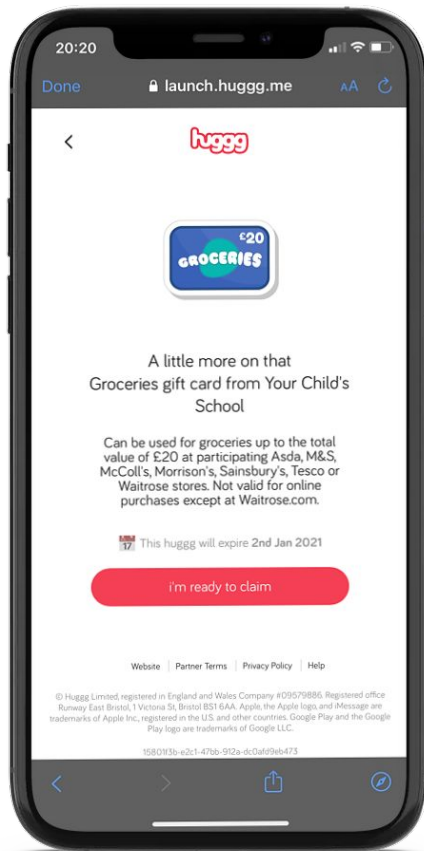 20:20
Done
launch.huggg.me
AA
huggg
£20
GROCERIES
A little more on that
Groceries gift card from Your Child's
School
Can be used for groceries up to the total
value of £20 at participating Asda, M&S,
McColl's, Morrison's, Sainsbury's, Tesco or
Waitrose stores. Not valid for online
purchases except at Waitrose.com.
17 This huggg will expire 2nd Jan 2021
i'm ready to claim
Website | Partner Terms | Privacy Policy | Help
© Huggg Limited, registered in England and Wales Company #09579886. Registered office
Runway East Bristol, 1 Victoria St, Bristol BS1 6AA. Apple, the Apple logo, and iMessage are
trademarks of Apple Inc., registered in the U.S. and other countries. Google Play and the Google
Play logo are trademarks of Google LLC.
15801f3b-e2c1-47bb-912a-dc0afd9eb473